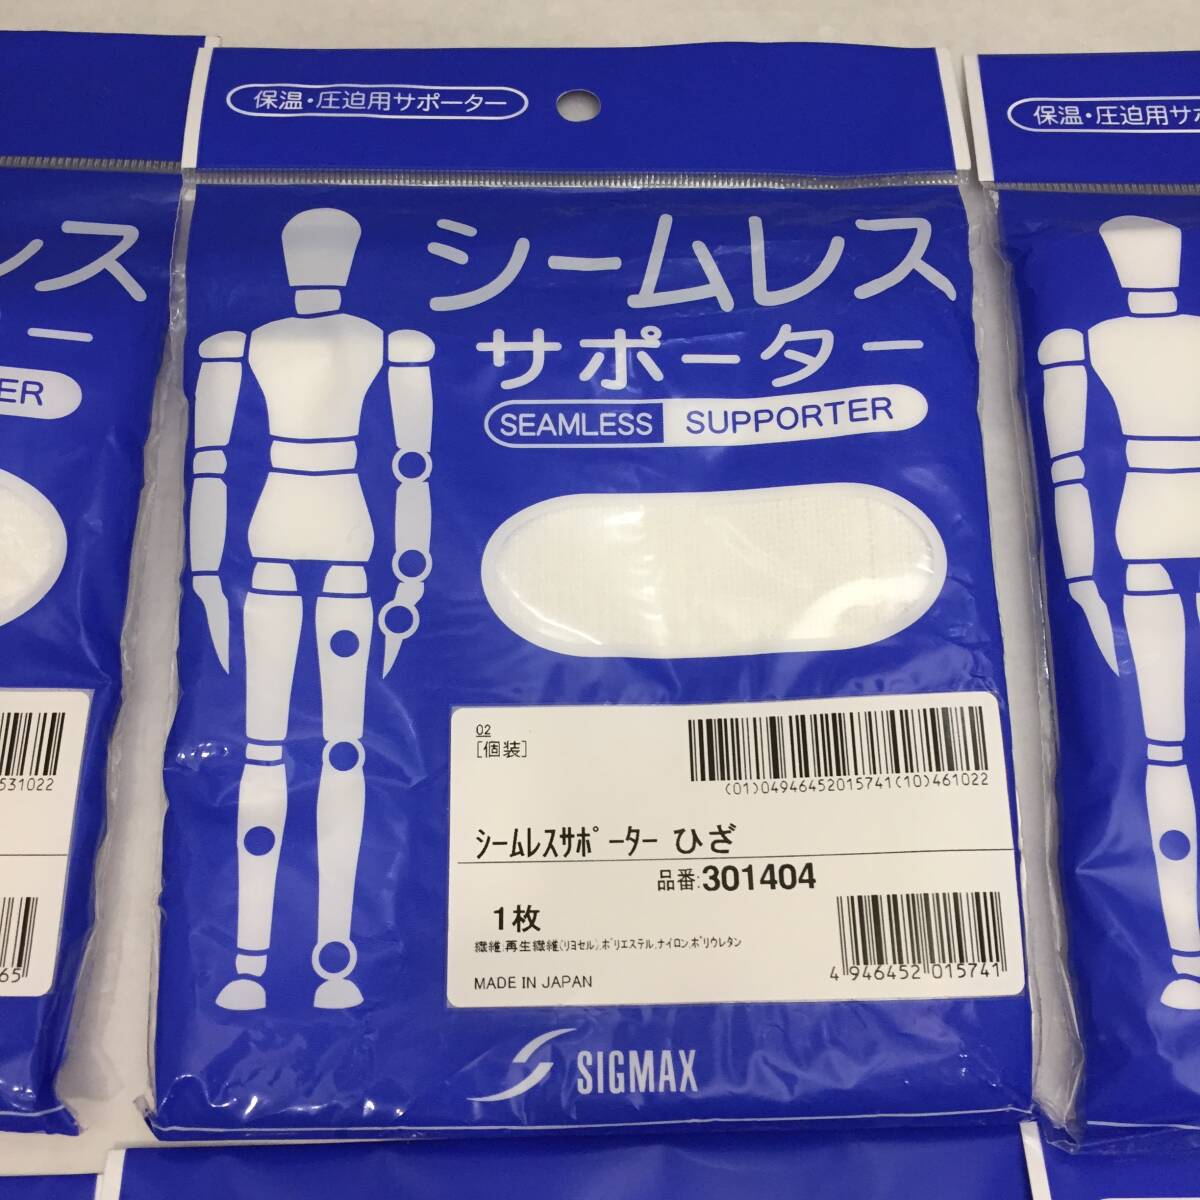 保温・圧迫用サポーター
シームレス
サポーター
SEAMLESS SUPPORTER
02
[個装]
(01)04946452015741(10)461022
シームレスサポーター ひざ
品番:301404
1枚
繊維:再生繊維(リヨセル),ポリエステル,ナイロン,ポリウレタン
MADE IN JAPAN
4 946452 015741
SIGMAX
レス
ー
ER
531022
65
保温・圧迫用サポ